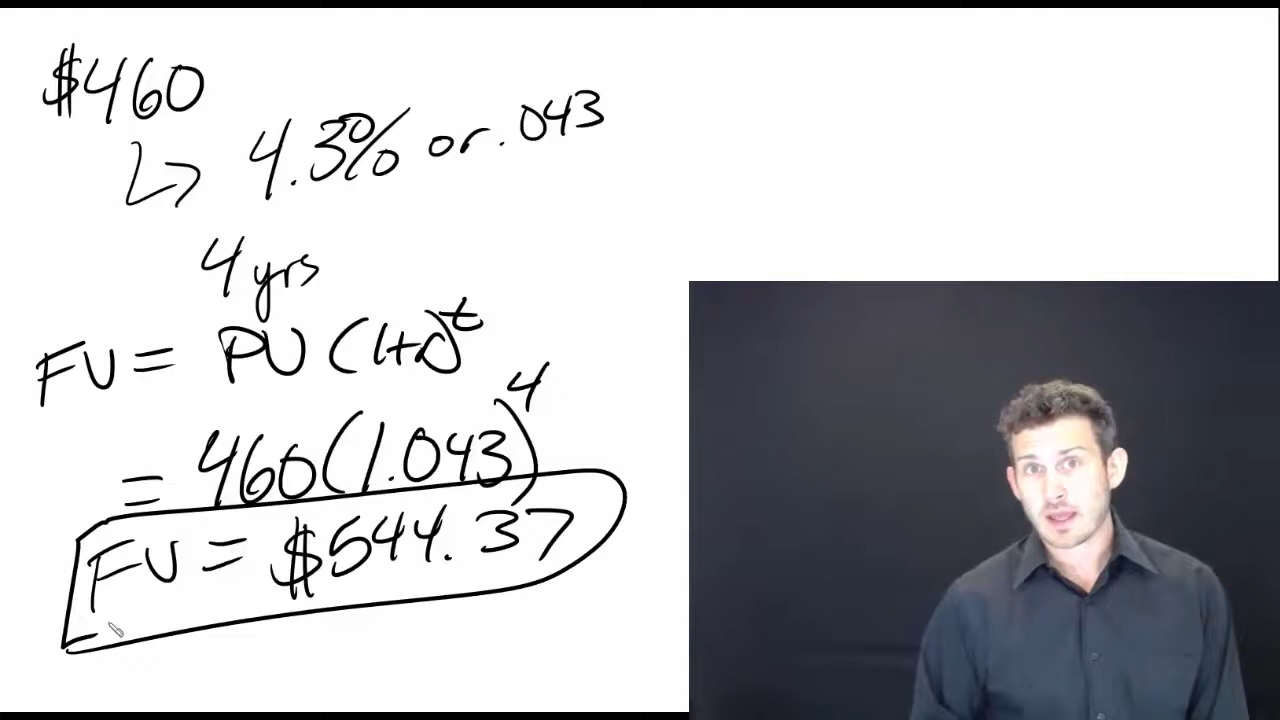 $460
↳ 4.3% or .043
4 yrs
FV = PV (1+r)^t
= 460(1.043)^4
FV = $544.37